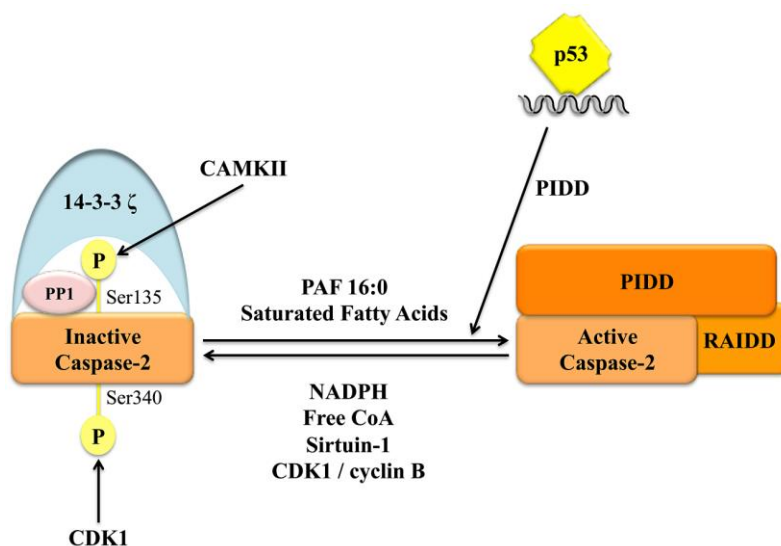 p53
CAMKII
PIDD
14-3-3 ζ
P
PP1
Ser135
PAF 16:0
Saturated Fatty Acids
PIDD
Inactive
Caspase-2
Active
Caspase-2
RAIDD
Ser340
NADPH
Free CoA
Sirtuin-1
CDK1 / cyclin B
P
CDK1